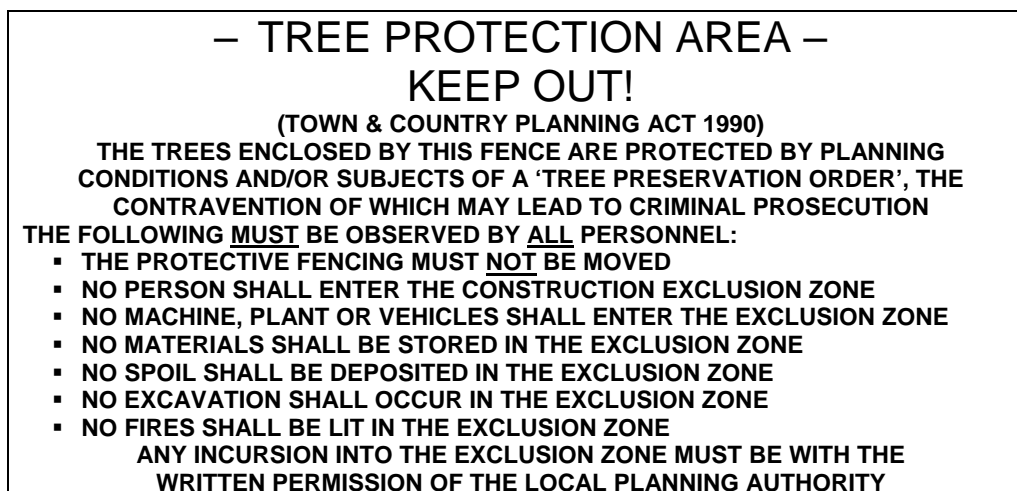 – TREE PROTECTION AREA –
KEEP OUT!
(TOWN & COUNTRY PLANNING ACT 1990)
THE TREES ENCLOSED BY THIS FENCE ARE PROTECTED BY PLANNING
CONDITIONS AND/OR SUBJECTS OF A ‘TREE PRESERVATION ORDER’, THE
CONTRAVENTION OF WHICH MAY LEAD TO CRIMINAL PROSECUTION
THE FOLLOWING MUST BE OBSERVED BY ALL PERSONNEL:
▪ THE PROTECTIVE FENCING MUST NOT BE MOVED
▪ NO PERSON SHALL ENTER THE CONSTRUCTION EXCLUSION ZONE
▪ NO MACHINE, PLANT OR VEHICLES SHALL ENTER THE EXCLUSION ZONE
▪ NO MATERIALS SHALL BE STORED IN THE EXCLUSION ZONE
▪ NO SPOIL SHALL BE DEPOSITED IN THE EXCLUSION ZONE
▪ NO EXCAVATION SHALL OCCUR IN THE EXCLUSION ZONE
▪ NO FIRES SHALL BE LIT IN THE EXCLUSION ZONE
ANY INCURSION INTO THE EXCLUSION ZONE MUST BE WITH THE
WRITTEN PERMISSION OF THE LOCAL PLANNING AUTHORITY